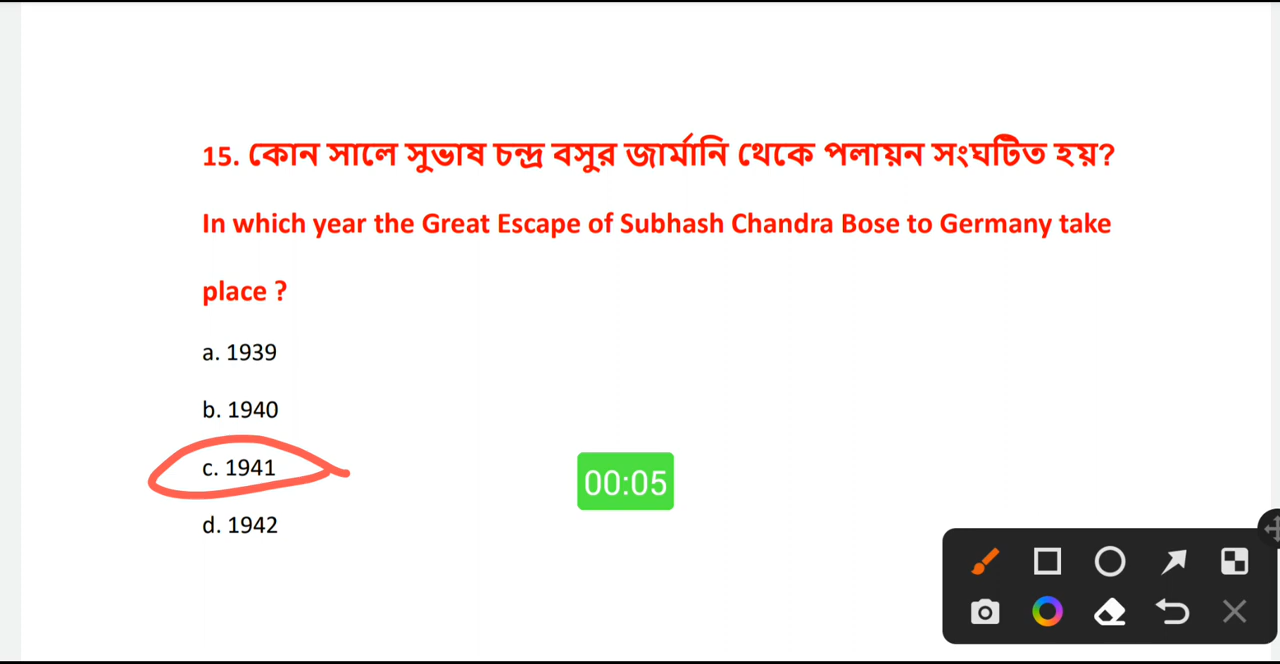 15. কোন সালে সুভাষ চন্দ্র বসুর জার্মানি থেকে পলায়ন সংঘটিত হয়?
In which year the Great Escape of Subhash Chandra Bose to Germany take
place ?
a. 1939
b. 1940
c. 1941
00:05
d. 1942